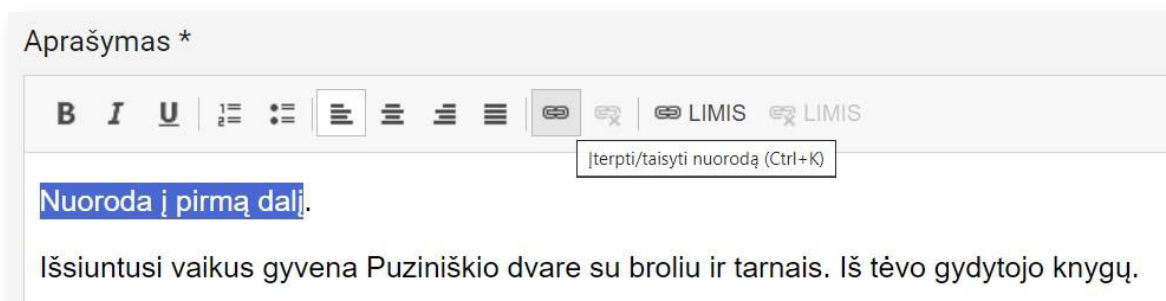 Aprašymas *
B I U LIMIS LIMIS
Įterpti/taisyti nuorodą (Ctrl+K)
Nuoroda į pirmą dalį.
Išsiuntusi vaikus gyvena Puziniškio dvare su broliu ir tarnais. Iš tėvo gydytojo knygų.